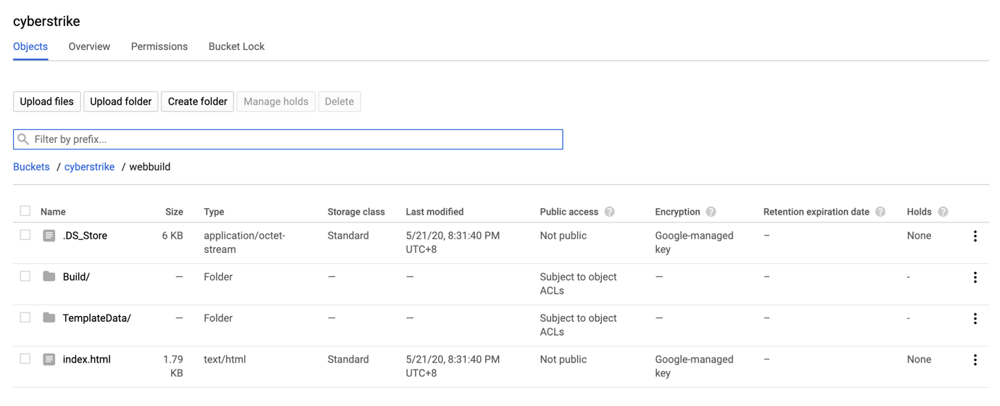 cyberstrike
Objects Overview Permissions Bucket Lock
Upload files Upload folder Create folder Manage holds Delete
Filter by prefix...
Buckets / cyberstrike / webbuild
Name Size Type Storage class Last modified Public access ? Encryption ? Retention expiration date ? Holds ?
.DS_Store 6 KB application/octet- Standard 5/21/20, 8:31:40 PM Not public Google-managed – None
stream UTC+8 key
Build/ — Folder — — Subject to object — – -
ACLs
TemplateData/ — Folder — — Subject to object — – -
ACLs
index.html 1.79 text/html Standard 5/21/20, 8:31:40 PM Not public Google-managed – None
KB UTC+8 key